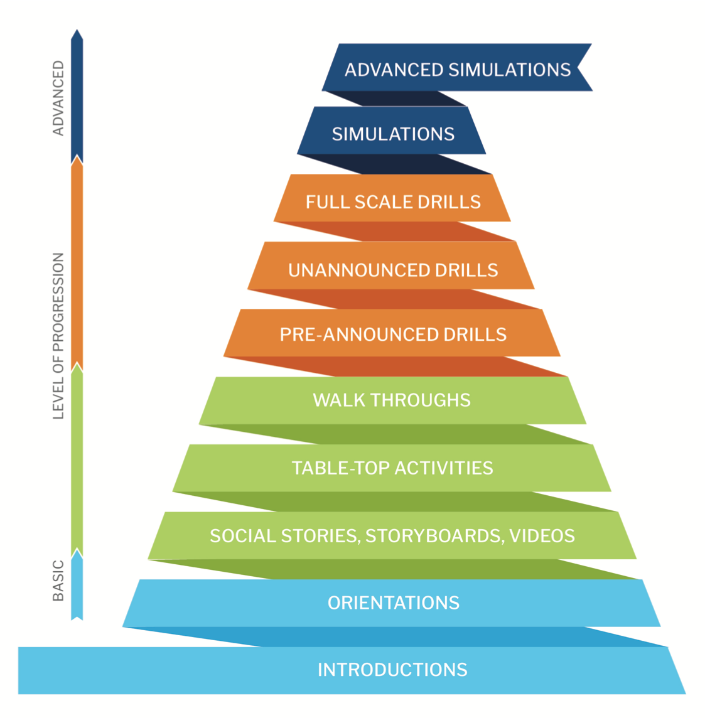 ADVANCED
LEVEL OF PROGRESSION
BASIC
ADVANCED SIMULATIONS
SIMULATIONS
FULL SCALE DRILLS
UNANNOUNCED DRILLS
PRE-ANNOUNCED DRILLS
WALK THROUGHS
TABLE-TOP ACTIVITIES
SOCIAL STORIES, STORYBOARDS, VIDEOS
ORIENTATIONS
INTRODUCTIONS